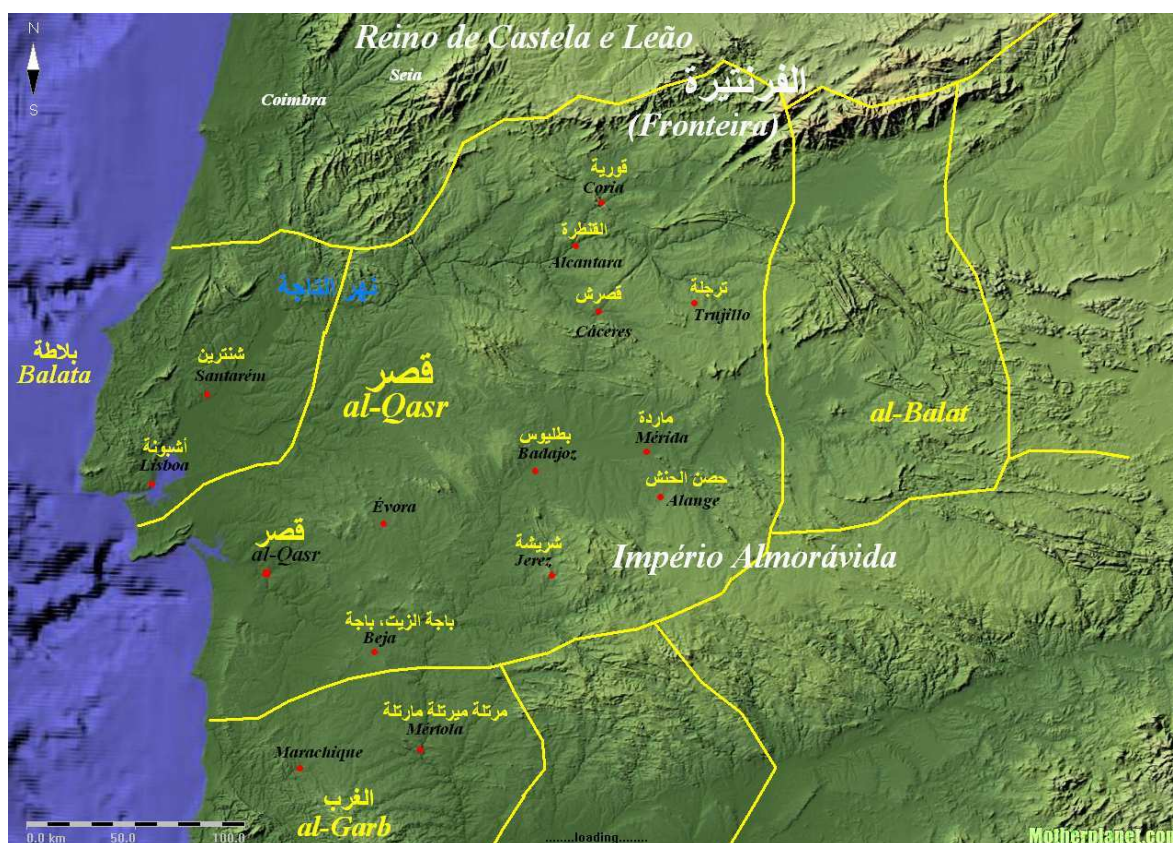 N
Reino de Castela e Leão
Seia
Coimbra
S
الفرنتيرة
(Fronteira)
قورية
Coria
القنطرة
Alcantara
نهر التاجة
قصرش
Cáceres
ترجلة
Trujillo
بلاطة
Balata
شنترين
Santarém
قصر
al-Qasr
al-Balat
بطليوس
Badajoz
ماردة
Mérida
أشبونة
Lisboa
حصن الحنش
Alange
Évora
قصر
al-Qasr
شريشة
Jerez
Império Almorávida
باجة الزيت، باجة
Beja
مرتلة ميرتلة مارتلة
Mértola
Marachique
الغرب
al-Garb
0.0 km 50.0 100.0
........loading........
Motherplanet.com